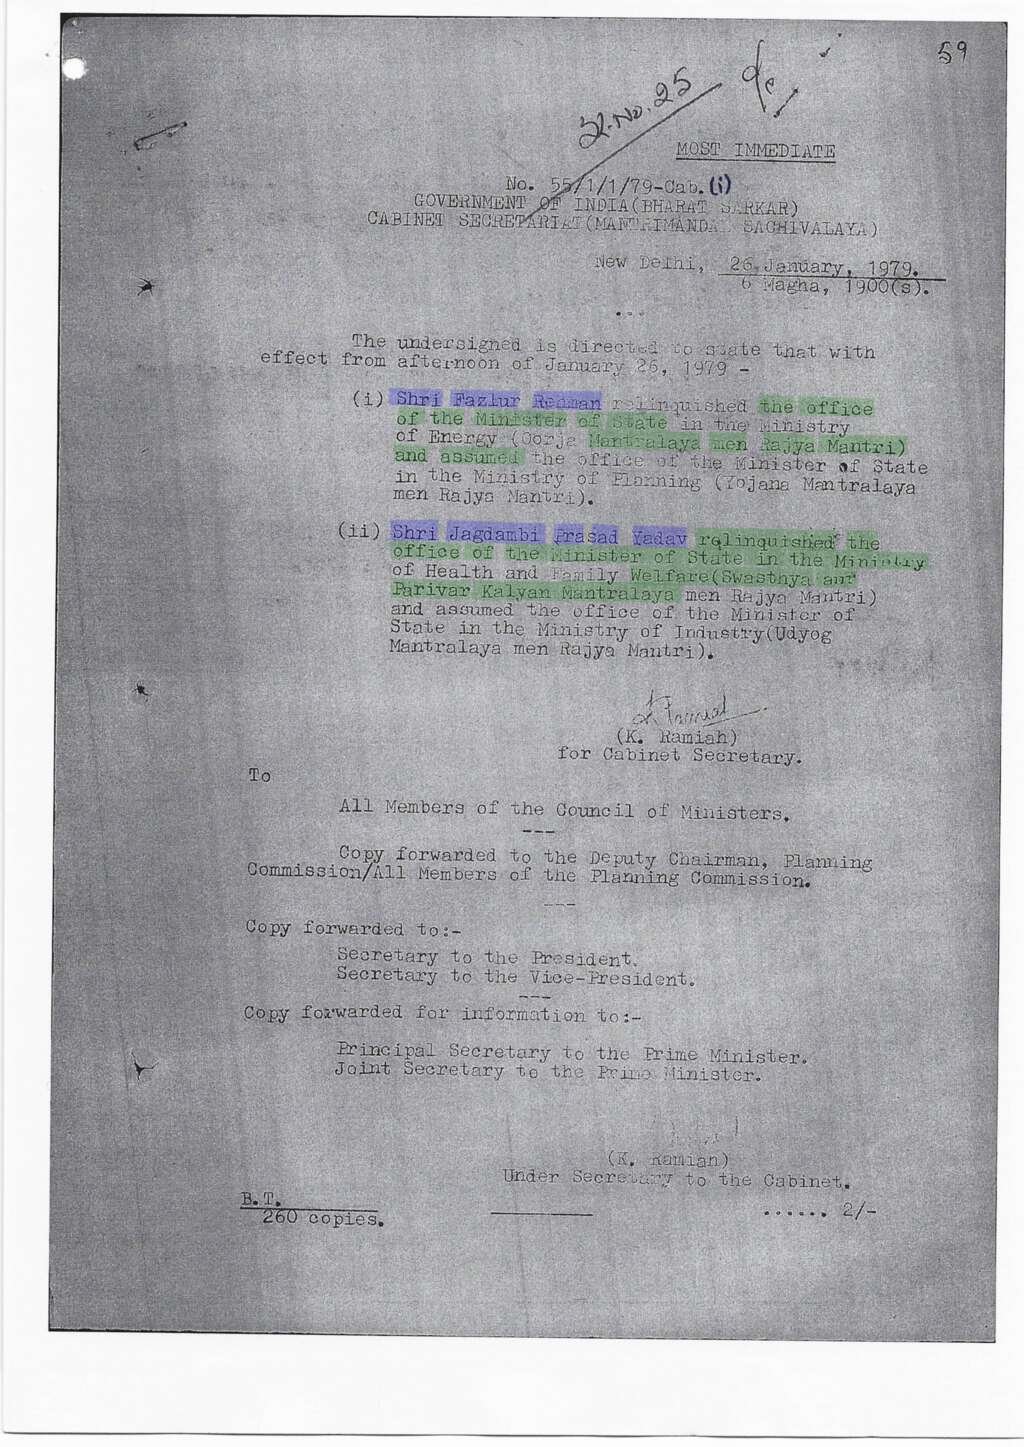 59
Sl.No.25
MOST IMMEDIATE
No. 55/1/1/79-Cab.(i)
GOVERNMENT OF INDIA(BHARAT SARKAR)
CABINET SECRETARIAT(MANTRIMANDAL SACHIVALAYA)
New Delhi, 26 January, 1979.
6 Magha, 1900(s).
The undersigned is directed to state that with
effect from afternoon of January 26, 1979 -
(i) Shri Fazlur Rehman relinquished the office
of the Minister of State in the Ministry
of Energy (Oorja Mantralaya men Rajya Mantri)
and assumed the office of the Minister of State
in the Ministry of Planning (Yojana Mantralaya
men Rajya Mantri).
(ii) Shri Jagdambi Prasad Yadav relinquished the
office of the Minister of State in the Ministry
of Health and Family Welfare(Swasthya aur
Parivar Kalyan Mantralaya men Rajya Mantri)
and assumed the office of the Minister of
State in the Ministry of Industry(Udyog
Mantralaya men Rajya Mantri).
(K. Ramiah)
for Cabinet Secretary.
To
All Members of the Council of Ministers.
---
Copy forwarded to the Deputy Chairman, Planning
Commission/All Members of the Planning Commission.
---
Copy forwarded to:-
Secretary to the President.
Secretary to the Vice-President.
---
Copy forwarded for information to:-
Principal Secretary to the Prime Minister.
Joint Secretary to the Prime Minister.
(K. Ramiah)
Under Secretary to the Cabinet.
B.T.
260 copies.
...... 2/-